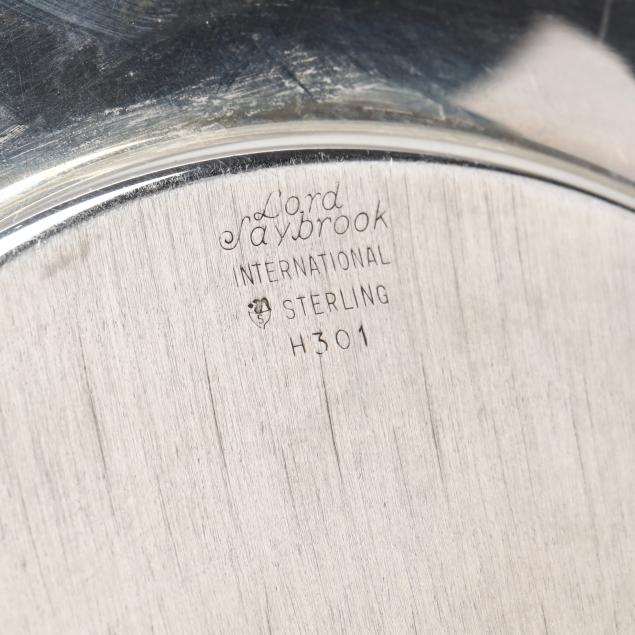 Lord
Saybrook
INTERNATIONAL
STERLING
H301